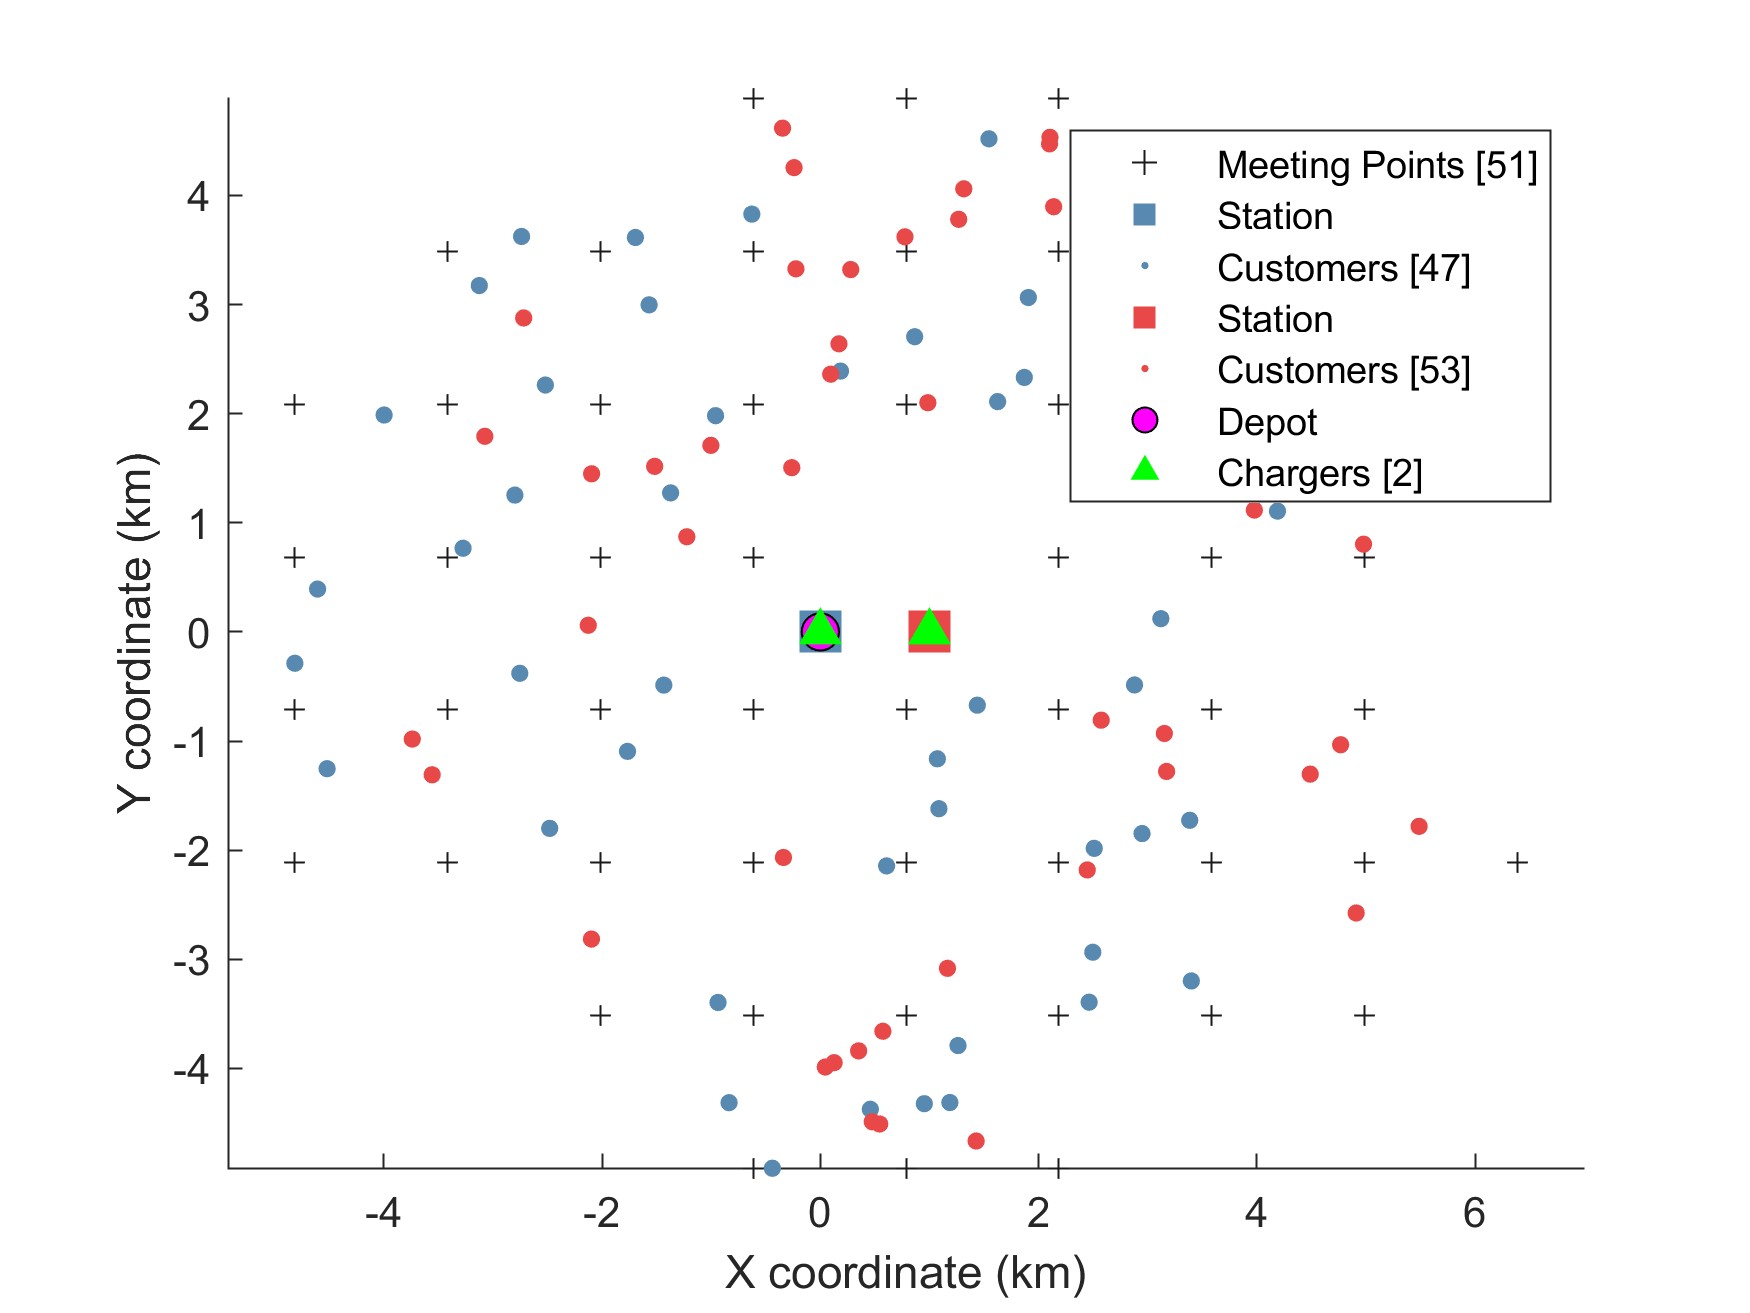 Meeting Points [51]
Station
Customers [47]
Station
Customers [53]
Depot
Chargers [2]
4
3
2
1
0
-1
-2
-3
-4
Y coordinate (km)
-4 -2 0 2 4 6
X coordinate (km)